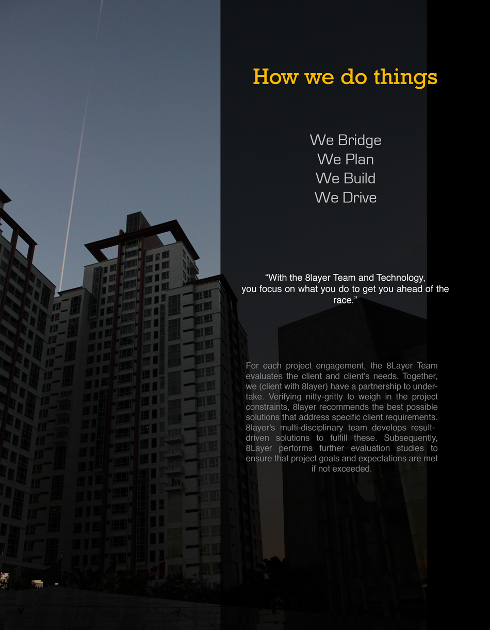 How we do things
We Bridge
We Plan
We Build
We Drive
"With the 8layer Team and Technology,
you focus on what you do to get you ahead of the
race."
For each project engagement, the 8Layer Team
evaluates the client and client's needs. Together,
we (client with 8layer) have a partnership to under-
take. Verifying nitty-gritty to weigh in the project
constraints, 8layer recommends the best possible
solutions that address specific client requirements.
8layer's multi-disciplinary team develops result-
driven solutions to fulfill these. Subsequently,
8Layer performs further evaluation studies to
ensure that project goals and expectations are met
if not exceeded.